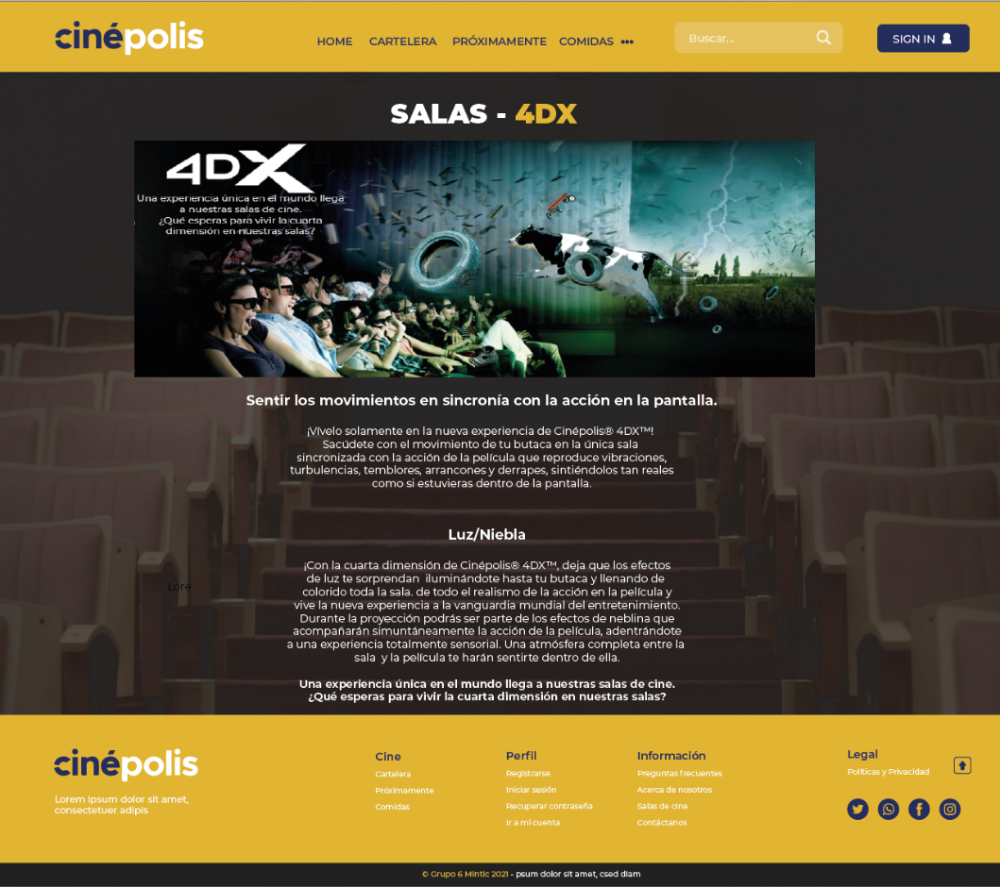 cinépolis
HOME CARTELERA PRÓXIMAMENTE COMIDAS •••
Buscar...
SIGN IN
SALAS - 4DX
4DX
Una experiencia única en el mundo llega
a nuestras salas de cine.
¿Qué esperas para vivir la cuarta
dimensión en nuestras salas?
Sentir los movimientos en sincronía con la acción en la pantalla.
¡Vívelo solamente en la nueva experiencia de Cinépolis® 4DX™!
Sacúdete con el movimiento de tu butaca en la única sala
sincronizada con la acción de la película que reproduce vibraciones,
turbulencias, temblores, arrancones y derrapes, sintiéndolos tan reales
como si estuvieras dentro de la pantalla.
Luz/Niebla
¡Con la cuarta dimensión de Cinépolis® 4DX™, deja que los efectos
de luz te sorprendan iluminándote hasta tu butaca y llenando de
colorido toda la sala. de todo el realismo de la acción en la película y
vive la nueva experiencia a la vanguardia mundial del entretenimiento.
Durante la proyección podrás ser parte de los efectos de neblina que
acompañarán simuntáneamente la acción de la película, adentrándote
a una experiencia totalmente sensorial. Una atmósfera completa entre la
sala y la película te harán sentirte dentro de ella.
Lore
Una experiencia única en el mundo llega a nuestras salas de cine.
¿Qué esperas para vivir la cuarta dimensión en nuestras salas?
cinépolis
Lorem ipsum dolor sit amet,
consectetuer adipis
Cine
Cartelera
Próximamente
Comidas
Perfil
Registrarse
Iniciar sesión
Recuperar contraseña
Ir a mi cuenta
Información
Preguntas frecuentes
Acerca de nosotros
Salas de cine
Contáctanos
Legal
Políticas y Privacidad
© Grupo 6 Mintic 2021 - psum dolor sit amet, csed diam